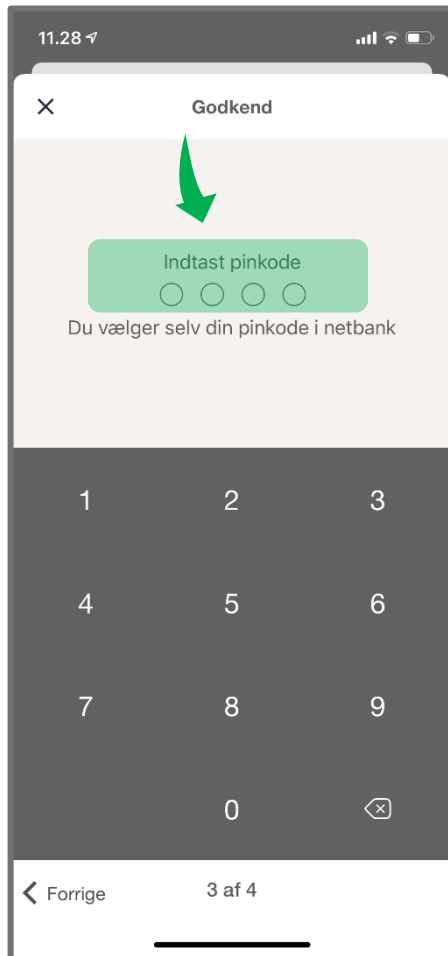 11.28
Godkend
Indtast pinkode
Du vælger selv din pinkode i netbank
1 2 3
4 5 6
7 8 9
0
Forrige 3 af 4